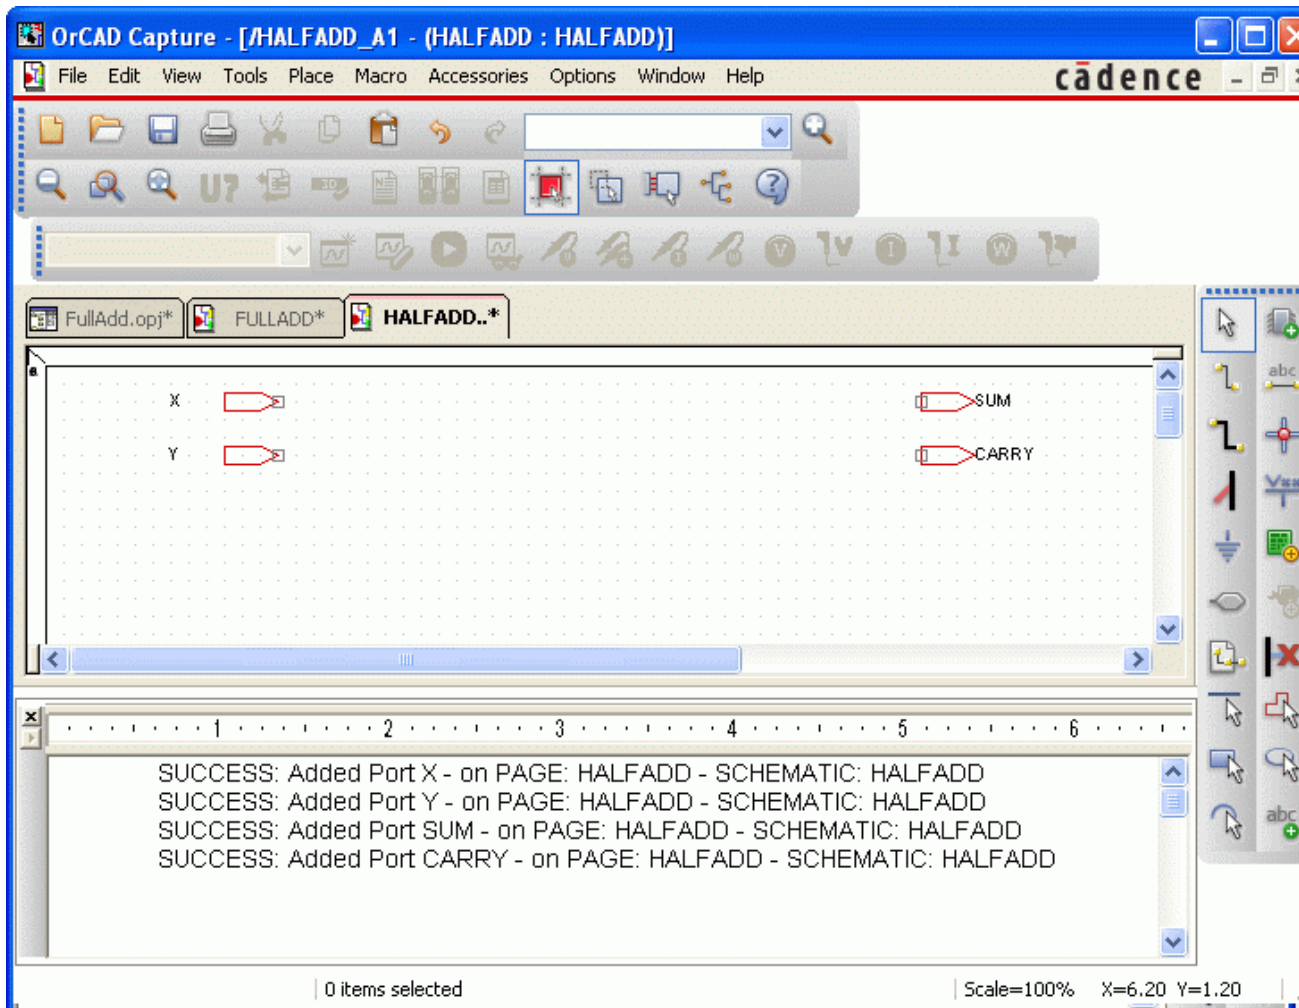 OrCAD Capture - [/HALFADD_A1 - (HALFADD : HALFADD)]
File Edit View Tools Place Macro Accessories Options Window Help
cādence
U?
V I I W
FullAdd.opj* FULLADD* HALFADD..*
abc
X SUM
Y CARRY
1 2 3 4 5 6
SUCCESS: Added Port X - on PAGE: HALFADD - SCHEMATIC: HALFADD
SUCCESS: Added Port Y - on PAGE: HALFADD - SCHEMATIC: HALFADD
SUCCESS: Added Port SUM - on PAGE: HALFADD - SCHEMATIC: HALFADD
SUCCESS: Added Port CARRY - on PAGE: HALFADD - SCHEMATIC: HALFADD
abc
0 items selected Scale=100% X=6.20 Y=1.20